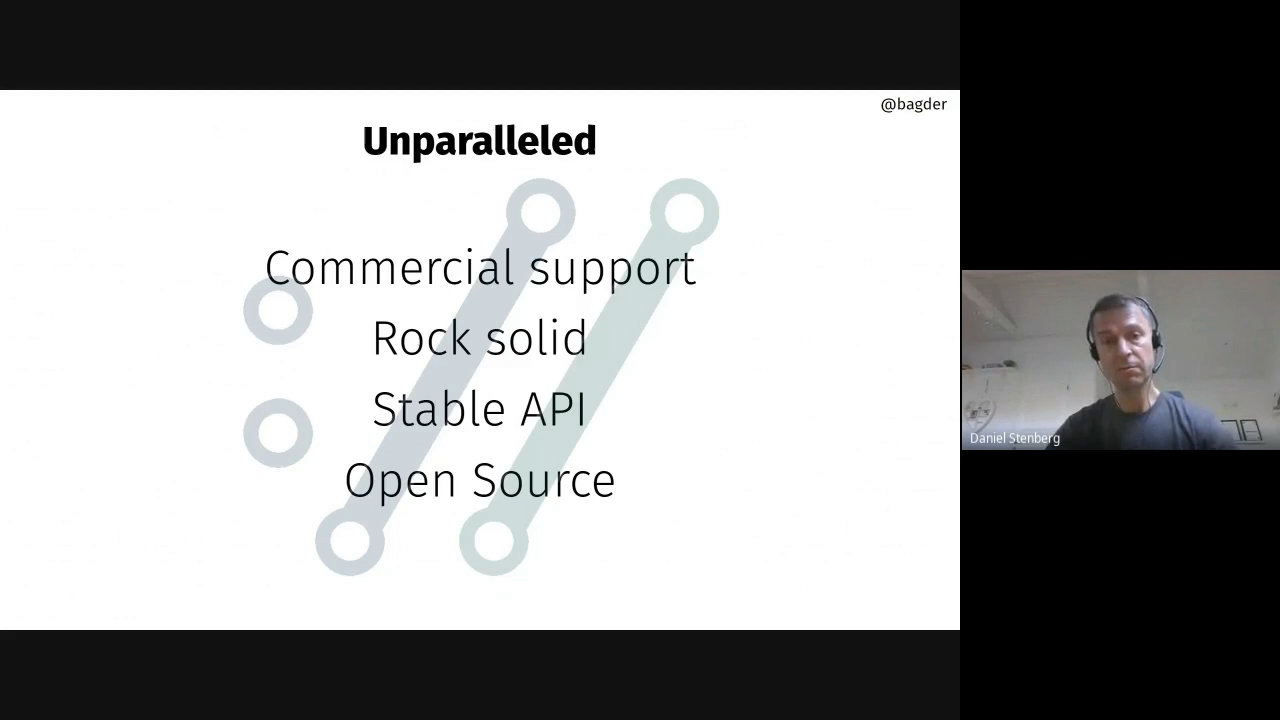 @bagder
Unparalleled
Commercial support
Rock solid
Stable API
Open Source
Daniel Stenberg